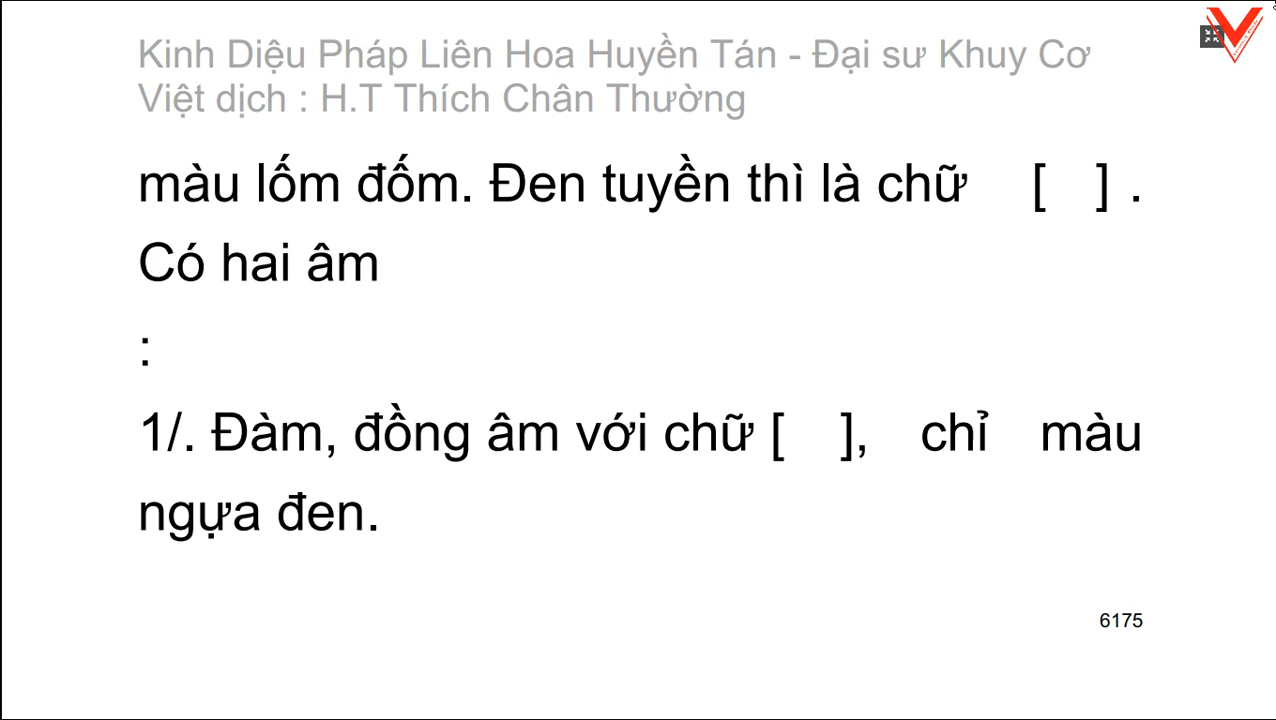 Kinh Diệu Pháp Liên Hoa Huyền Tán - Đại sư Khuy Cơ
Việt dịch : H.T Thích Chân Thường
màu lốm đốm. Đen tuyền thì là chữ [ ] .
Có hai âm
:
1/. Đàm, đồng âm với chữ [ ], chỉ màu
ngựa đen.
6175